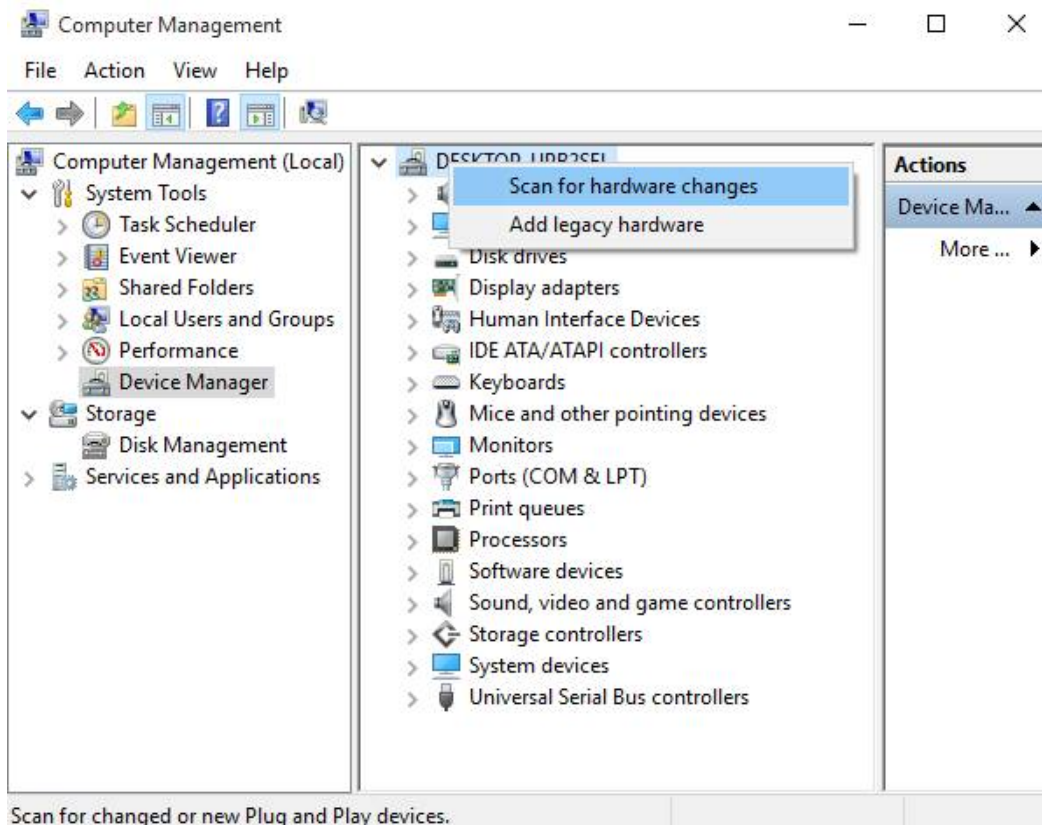 Computer Management
File Action View Help
Computer Management (Local)
System Tools
Task Scheduler
Event Viewer
Shared Folders
Local Users and Groups
Performance
Device Manager
Storage
Disk Management
Services and Applications
Scan for hardware changes
Add legacy hardware
Disk drives
Display adapters
Human Interface Devices
IDE ATA/ATAPI controllers
Keyboards
Mice and other pointing devices
Monitors
Ports (COM & LPT)
Print queues
Processors
Software devices
Sound, video and game controllers
Storage controllers
System devices
Universal Serial Bus controllers
Actions
Device Ma...
More ...
Scan for changed or new Plug and Play devices.